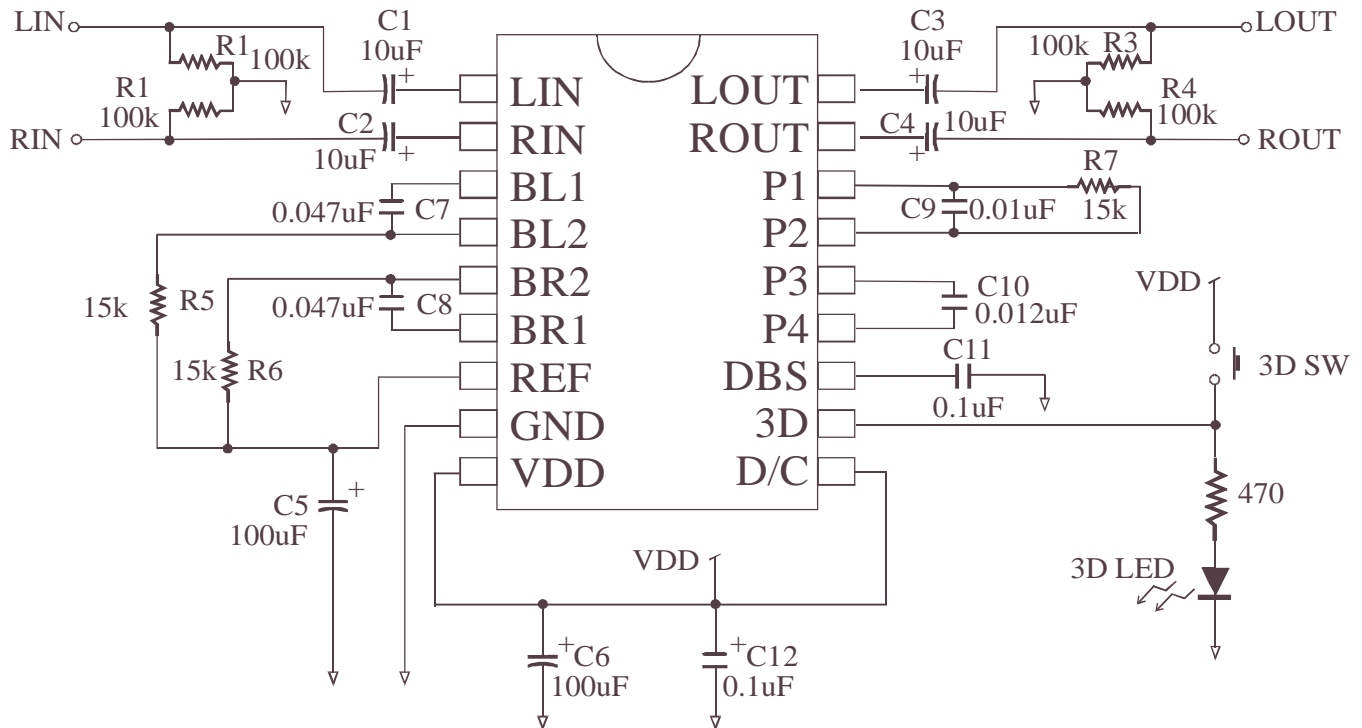 LIN
R1
100k
R1
100k
RIN
C1
10uF
+
C2
10uF
+
C3
10uF
+
C4
10uF
+
100k
R3
R4
100k
LOUT
ROUT
LIN
RIN
BL1
BL2
BR2
BR1
REF
GND
VDD
LOUT
ROUT
P1
P2
P3
P4
DBS
3D
D/C
0.047uF
C7
0.047uF
C8
15k
R5
15k
R6
C5
100uF
+
R7
15k
C9
0.01uF
C10
0.012uF
C11
0.1uF
VDD
3D SW
470
3D LED
VDD
+
C6
100uF
+
C12
0.1uF